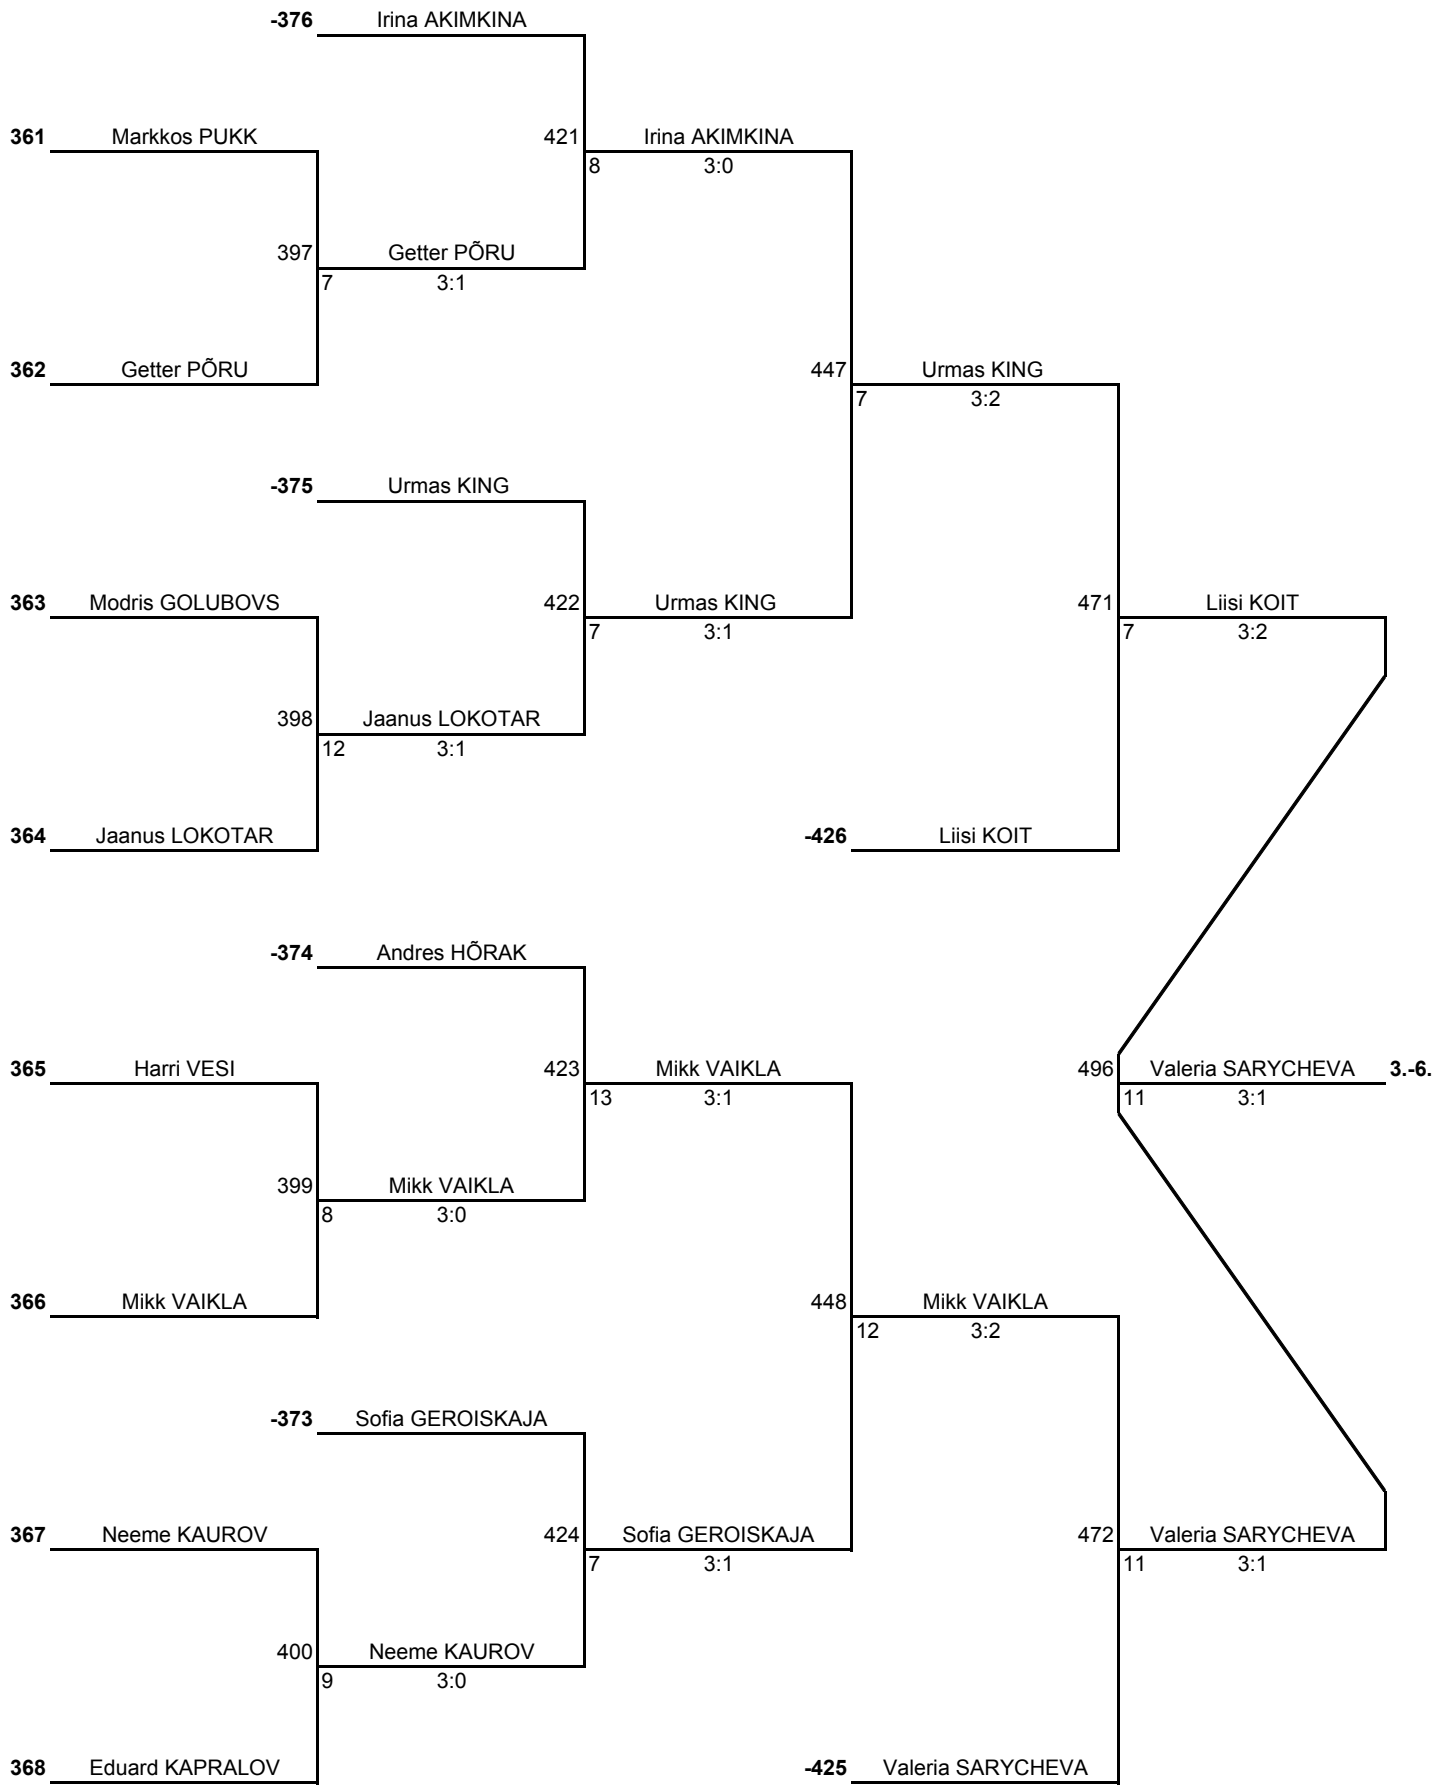 -376 Irina AKIMKINA
361 Markkos PUKK 421 Irina AKIMKINA
8 3:0
397 Getter PÕRU
7 3:1
362 Getter PÕRU 447 Urmas KING
7 3:2
-375 Urmas KING
363 Modris GOLUBOVS 422 Urmas KING 471 Liisi KOIT
7 3:1 7 3:2
398 Jaanus LOKOTAR
12 3:1
364 Jaanus LOKOTAR -426 Liisi KOIT
-374 Andres HÕRAK
365 Harri VESI 423 Mikk VAIKLA 496 Valeria SARYCHEVA 3.-6.
13 3:1 11 3:1
399 Mikk VAIKLA
8 3:0
366 Mikk VAIKLA 448 Mikk VAIKLA
12 3:2
-373 Sofia GEROISKAJA
367 Neeme KAUROV 424 Sofia GEROISKAJA 472 Valeria SARYCHEVA
7 3:1 11 3:1
400 Neeme KAUROV
9 3:0
368 Eduard KAPRALOV -425 Valeria SARYCHEVA